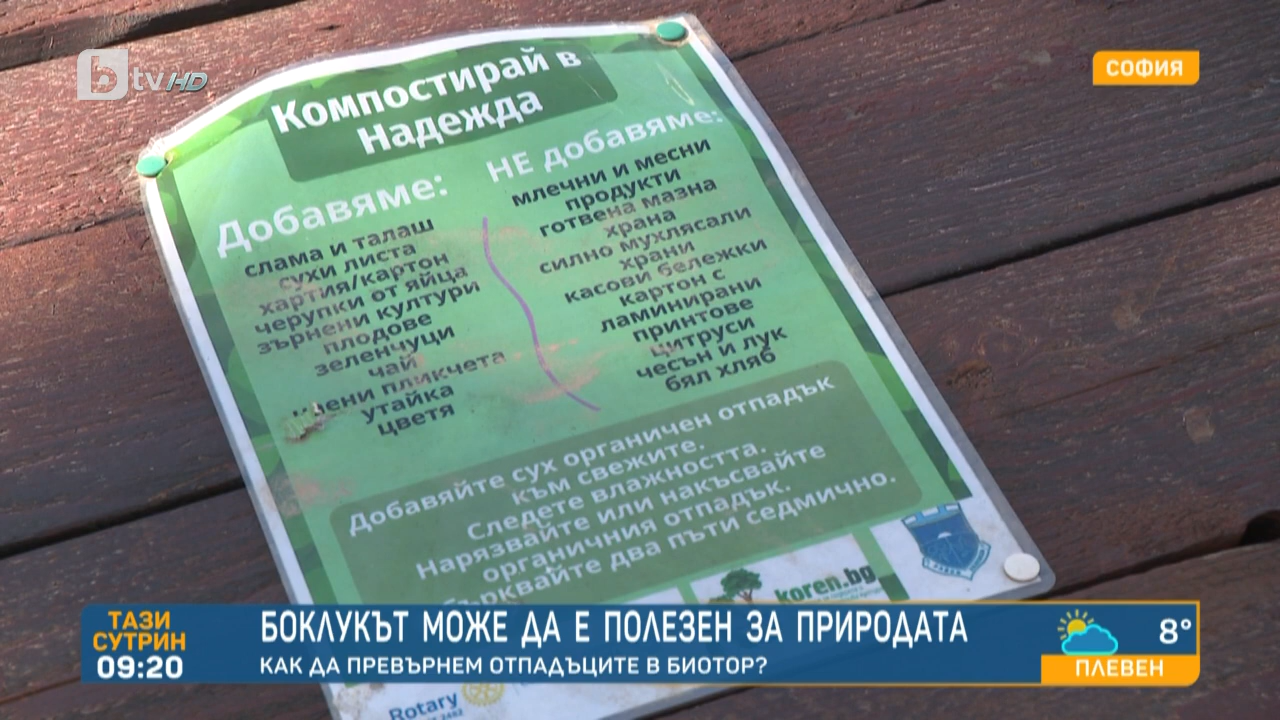 btv HD
СОФИЯ
Компостирай в
Надежда
Добавяме:
слама и талаш
сухи листа
хартия/картон
черупки от яйца
зърнени култури
плодове
зеленчуци
чай
пликчета
утайка
цветя
НЕ добавяме:
млечни и месни
продукти
готвена мазна
храна
силно мухлясали
храни
касови бележки
картон с
ламинирани
принтове
цитруси
чесън и лук
бял хляб
Добавяйте сух органичен отпадък
към свежите.
Следете влажността.
Нарязвайте или накъсвайте
органичния отпадък.
два пъти седмично.
koren.bg
Rotary
ТАЗИ
СУТРИН
09:20
БОКЛУКЪТ МОЖЕ ДА Е ПОЛЕЗЕН ЗА ПРИРОДАТА
КАК ДА ПРЕВЪРНЕМ ОТПАДЪЦИТЕ В БИОТОР?
8°
ПЛЕВЕН